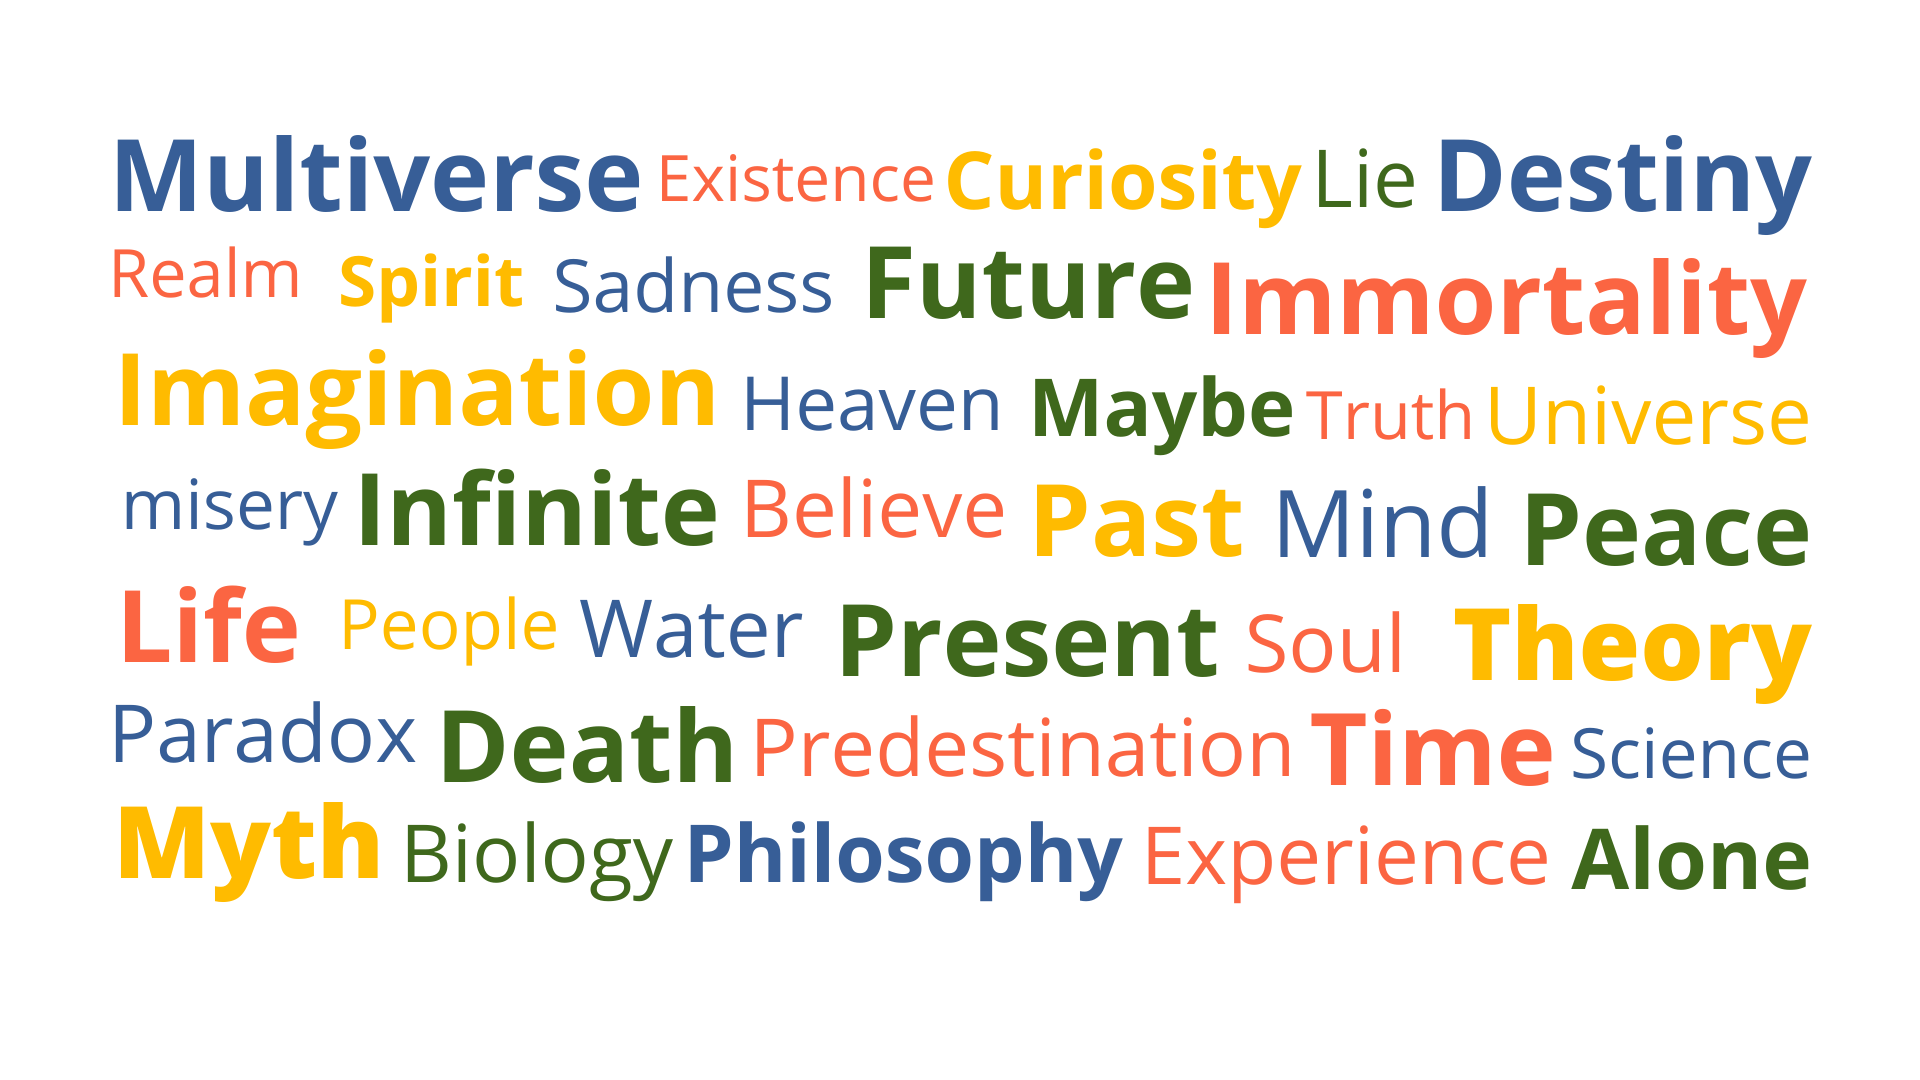 Multiverse Existence Curiosity Lie Destiny
Realm Spirit Sadness Future Immortality
Imagination Heaven Maybe Truth Universe
misery Infinite Believe Past Mind Peace
Life People Water Present Soul Theory
Paradox Death Predestination Time Science
Myth Biology Philosophy Experience Alone